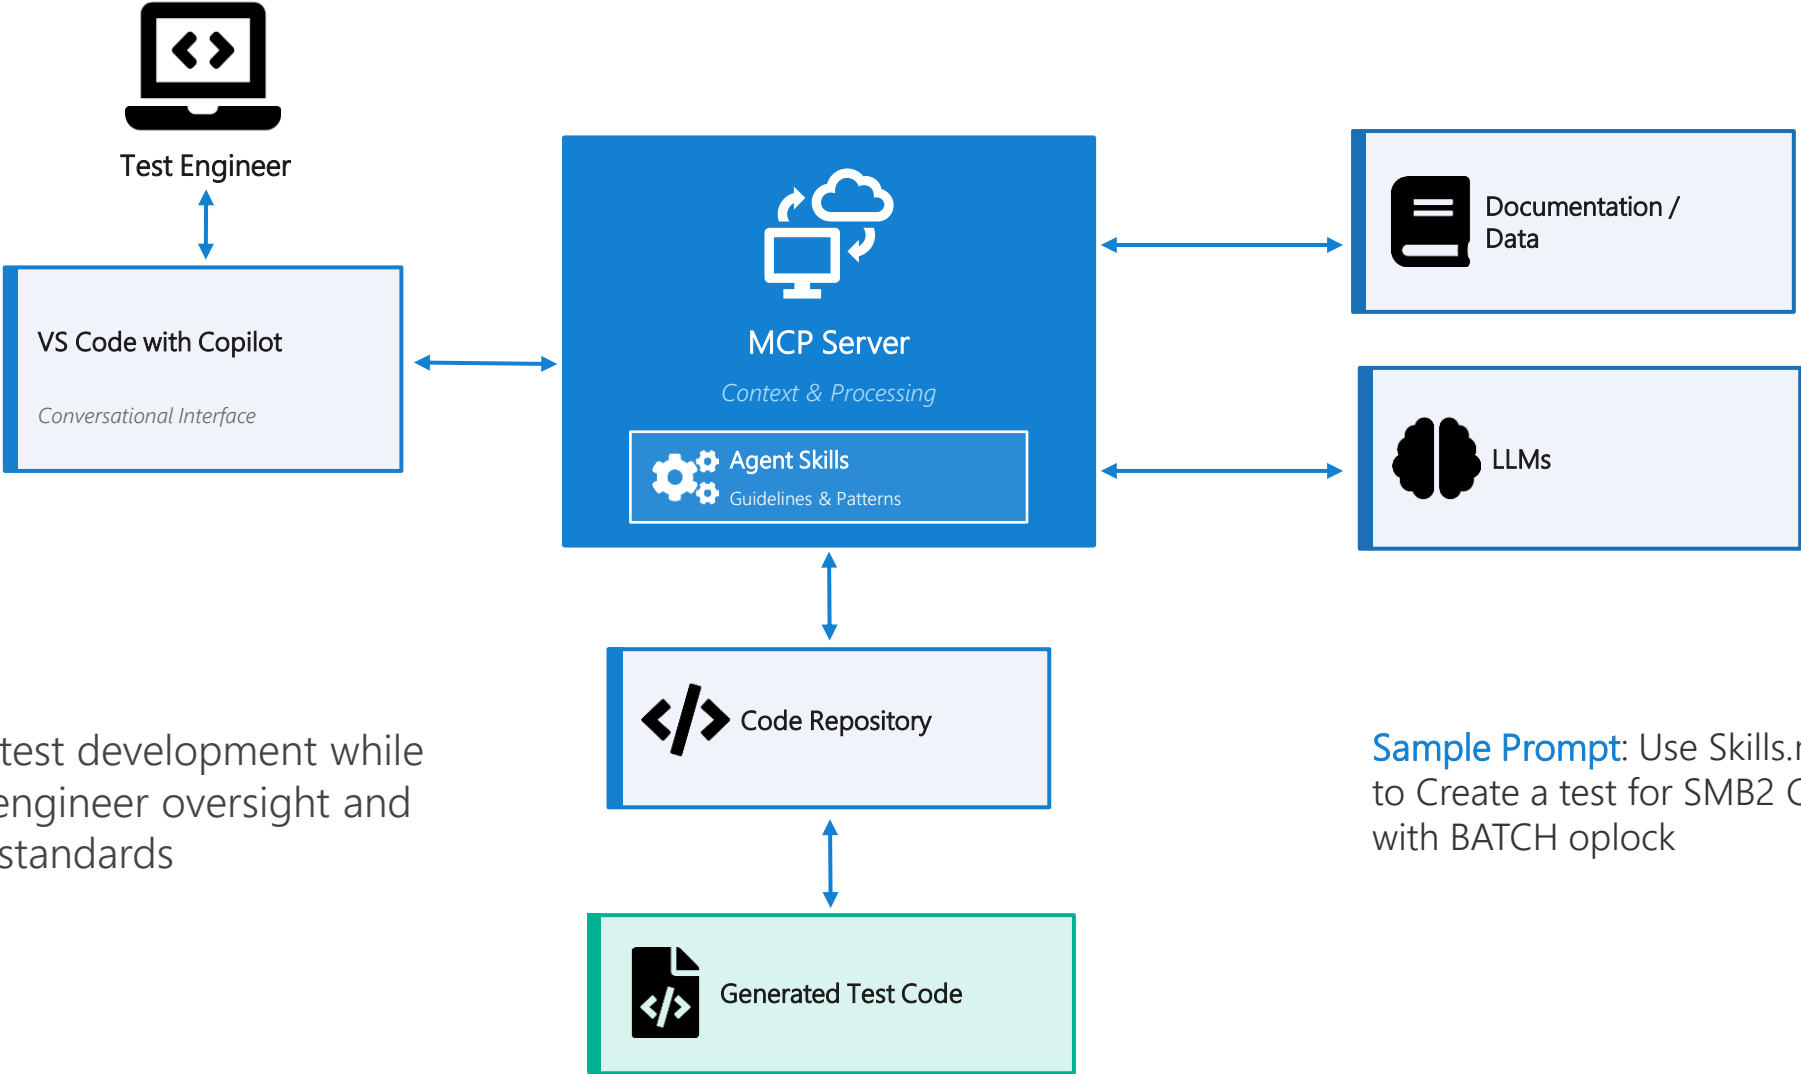 Test Engineer
VS Code with Copilot
Conversational Interface
MCP Server
Context & Processing
Agent Skills
Guidelines & Patterns
Documentation /
Data
LLMs
Code Repository
test development while
engineer oversight and
standards
Sample Prompt: Use
to Create a test for SMB2
with BATCH oplock
Generated Test Code